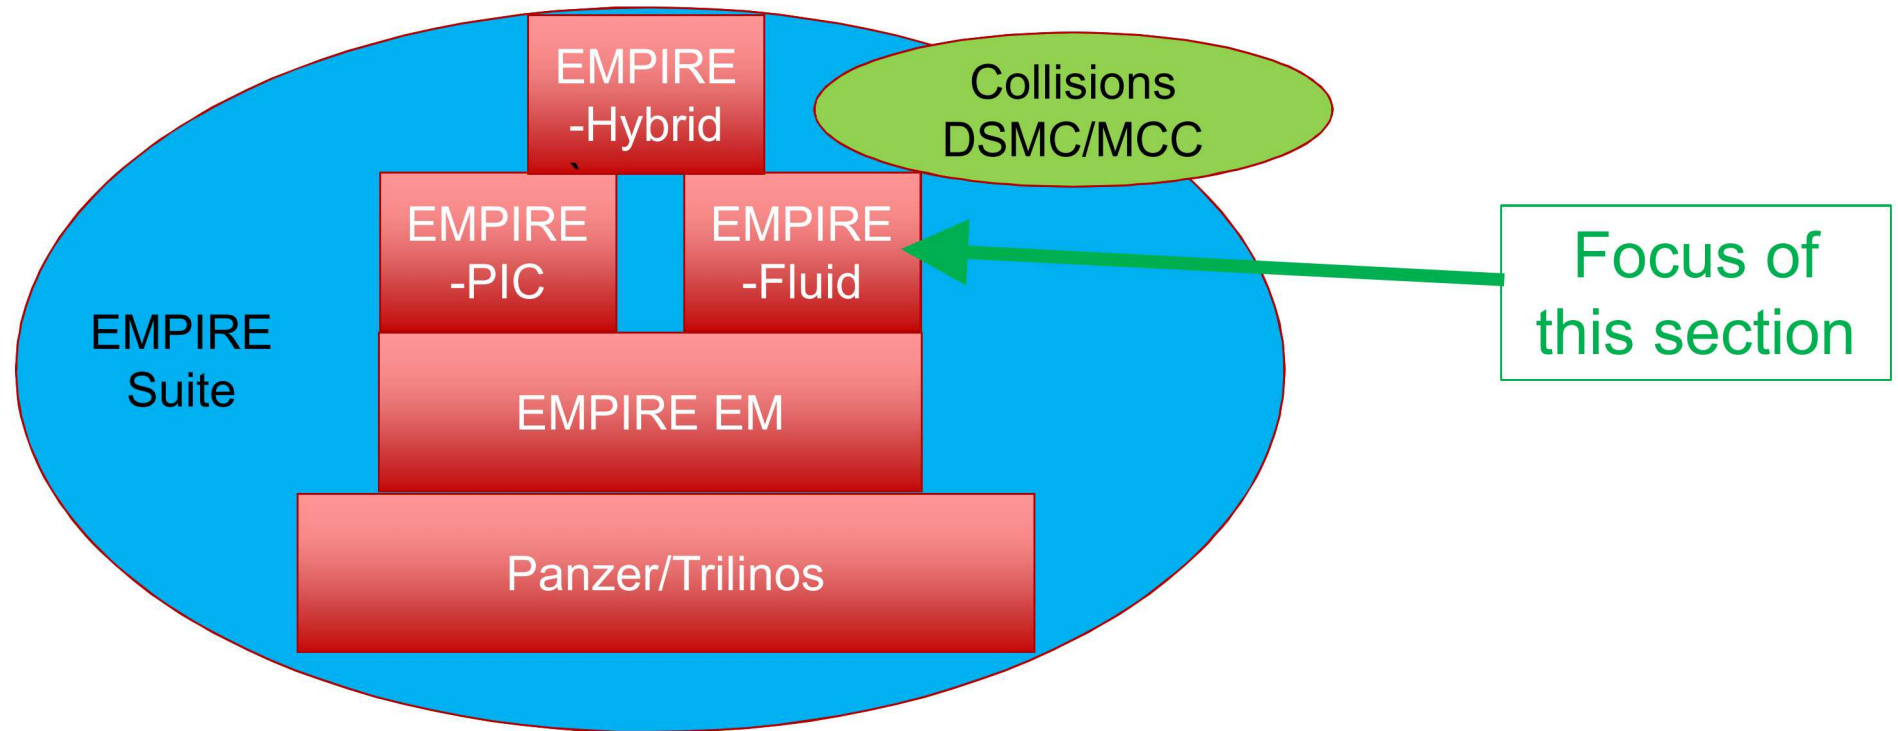 EMPIRE
-Hybrid
`
Collisions
DSMC/MCC
EMPIRE
-PIC
EMPIRE
-Fluid
Focus of
this section
EMPIRE
Suite
EMPIRE EM
Panzer/Trilinos